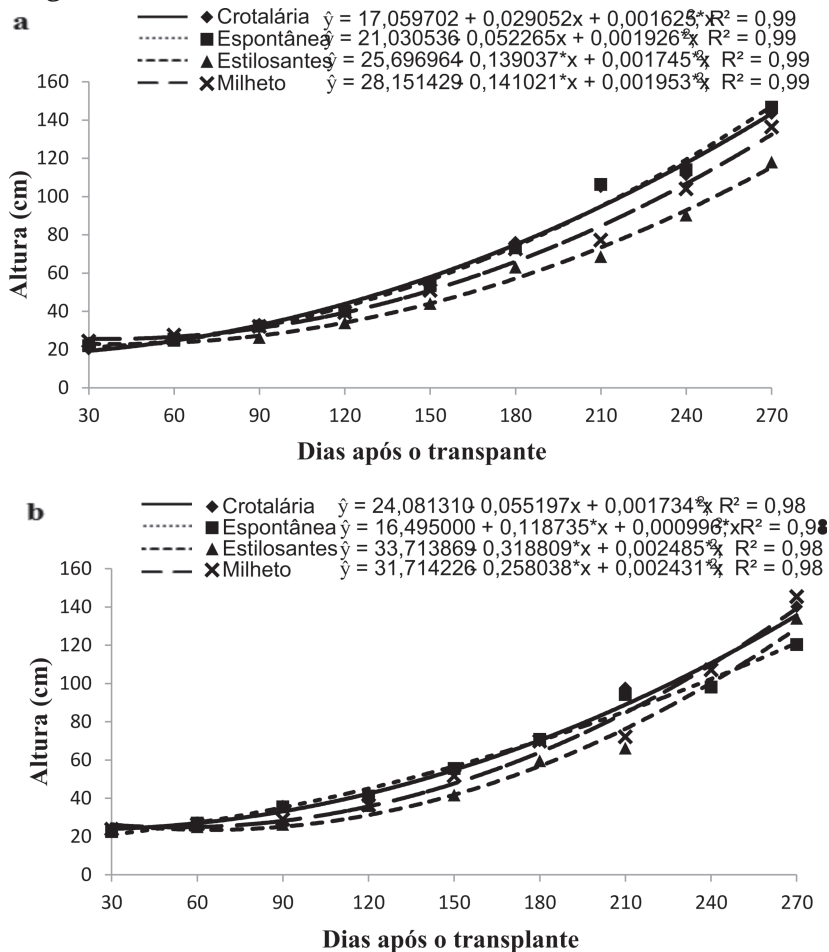 a
Crotalária ŷ = 17,059702 + 0,029052x + 0,001625*x² R² = 0,99
Espontânea ŷ = 21,030536- 0,052265x + 0,001926*x² R² = 0,99
Estilosantes ŷ = 25,696964- 0,139037*x + 0,001745*x² R² = 0,99
Milheto ŷ = 28,151429- 0,141021*x + 0,001953*x² R² = 0,99
160
140
120
100
80
60
40
20
0
Altura (cm)
30 60 90 120 150 180 210 240 270
Dias após o transpante
b
Crotalária ŷ = 24,081310- 0,055197x + 0,001734*x² R² = 0,98
Espontânea ŷ = 16,495000 + 0,118735*x + 0,000996*x² R² = 0,98
Estilosantes ŷ = 33,713869- 0,318809*x + 0,002485*x² R² = 0,98
Milheto ŷ = 31,714226- 0,258038*x + 0,002431*x² R² = 0,98
160
140
120
100
80
60
40
20
0
Altura (cm)
30 60 90 120 150 180 210 240 270
Dias após o transplante